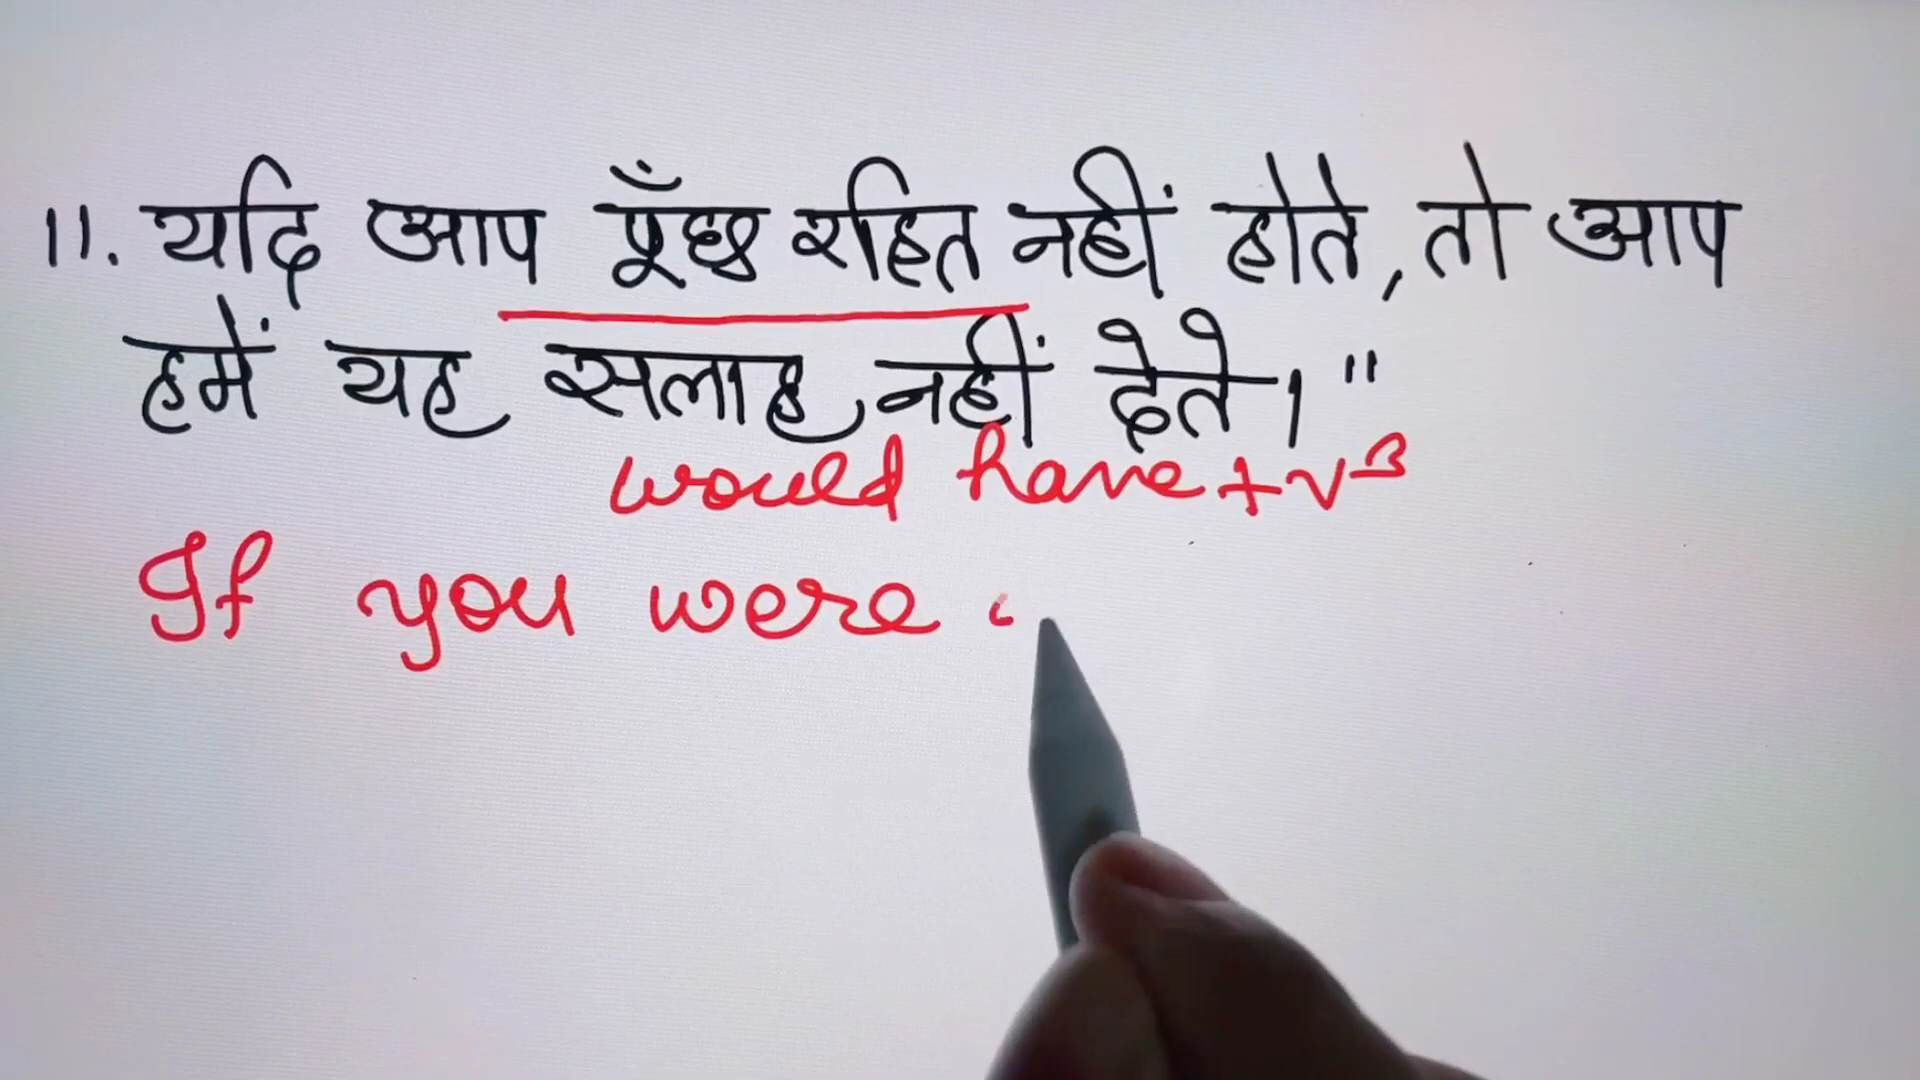 11. यदि आप पूँछ रहित नहीं होते, तो आप
हमें यह सलाह नहीं देते।"
would have + v³
If you were